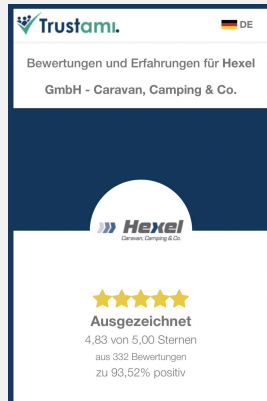 Trustami.
DE
Bewertungen und Erfahrungen für Hexel
GmbH - Caravan, Camping & Co.
Hexel
Caravan, Camping & Co.
Ausgezeichnet
4,83 von 5,00 Sternen
aus 332 Bewertungen
zu 93,52% positiv